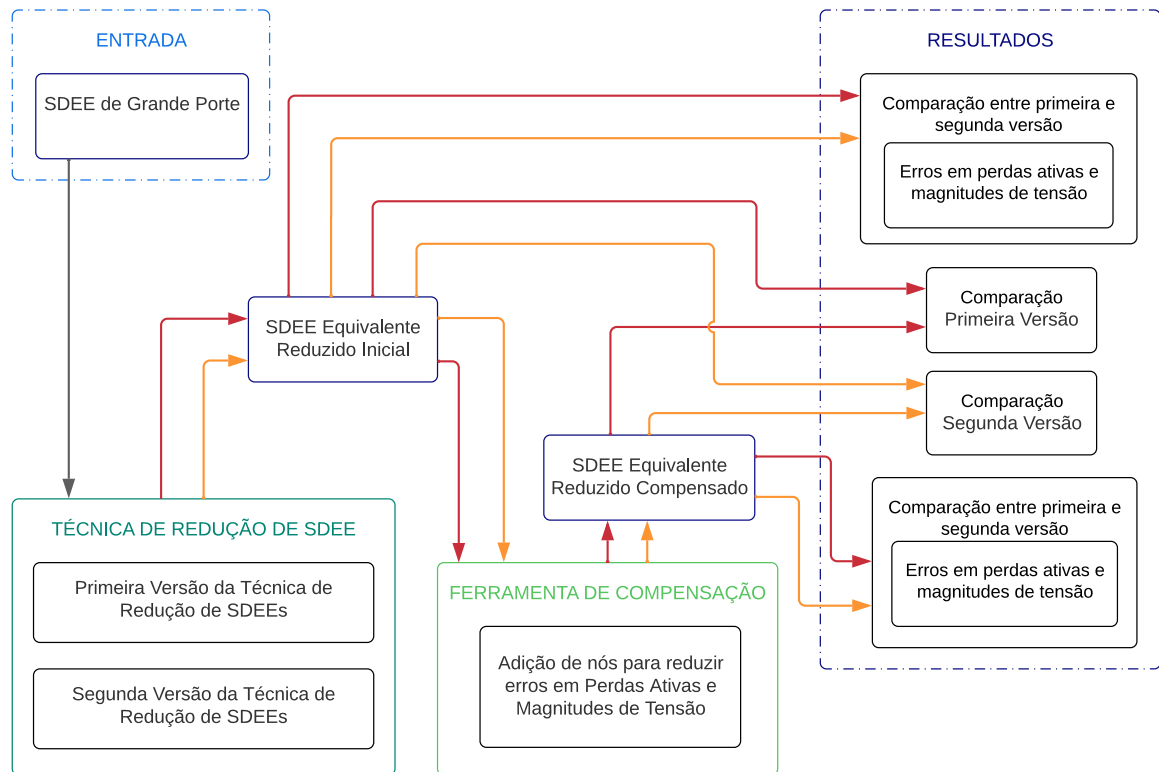 ENTRADA
SDEE de Grande Porte
RESULTADOS
Comparação entre primeira e
segunda versão
Erros em perdas ativas e
magnitudes de tensão
SDEE Equivalente
Reduzido Inicial
Comparação
Primeira Versão
Comparação
Segunda Versão
SDEE Equivalente
Reduzido Compensado
Comparação entre primeira e
segunda versão
Erros em perdas ativas e
magnitudes de tensão
TÉCNICA DE REDUÇÃO DE SDEE
Primeira Versão da Técnica de
Redução de SDEEs
Segunda Versão da Técnica de
Redução de SDEEs
FERRAMENTA DE COMPENSAÇÃO
Adição de nós para reduzir
erros em Perdas Ativas e
Magnitudes de Tensão